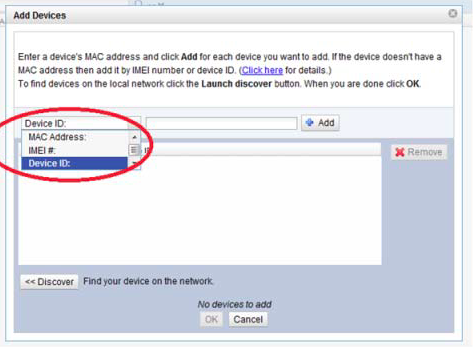 Add Devices
Enter a device's MAC address and click Add for each device you want to add. If the device doesn't have a
MAC address then add it by IMEI number or device ID. (Click here for details.)
To find devices on the local network click the Launch discover button. When you are done click OK.
Device ID:
Add
MAC Address:
IMEI #:
Device ID:
Remove
<< Discover
Find your device on the network.
No devices to add
OK
Cancel